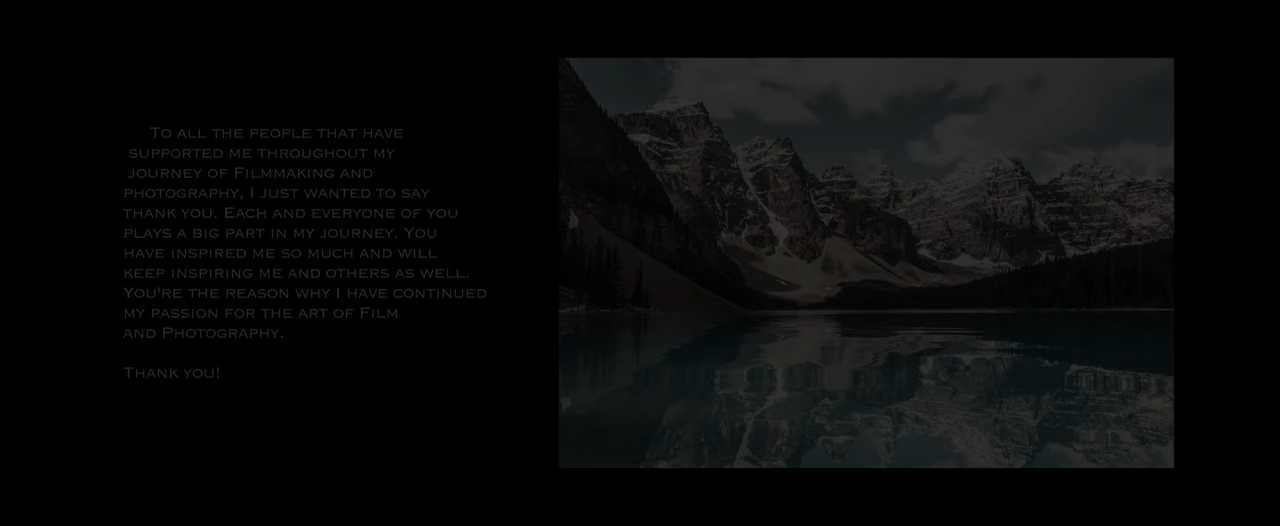 To all the people that have
supported me throughout my
journey of Filmmaking and
photography, I just wanted to say
thank you. Each and everyone of you
plays a big part in my journey. You
have inspired me so much and will
keep inspiring me and others as well.
You're the reason why I have continued
my passion for the art of Film
and Photography.
Thank you!